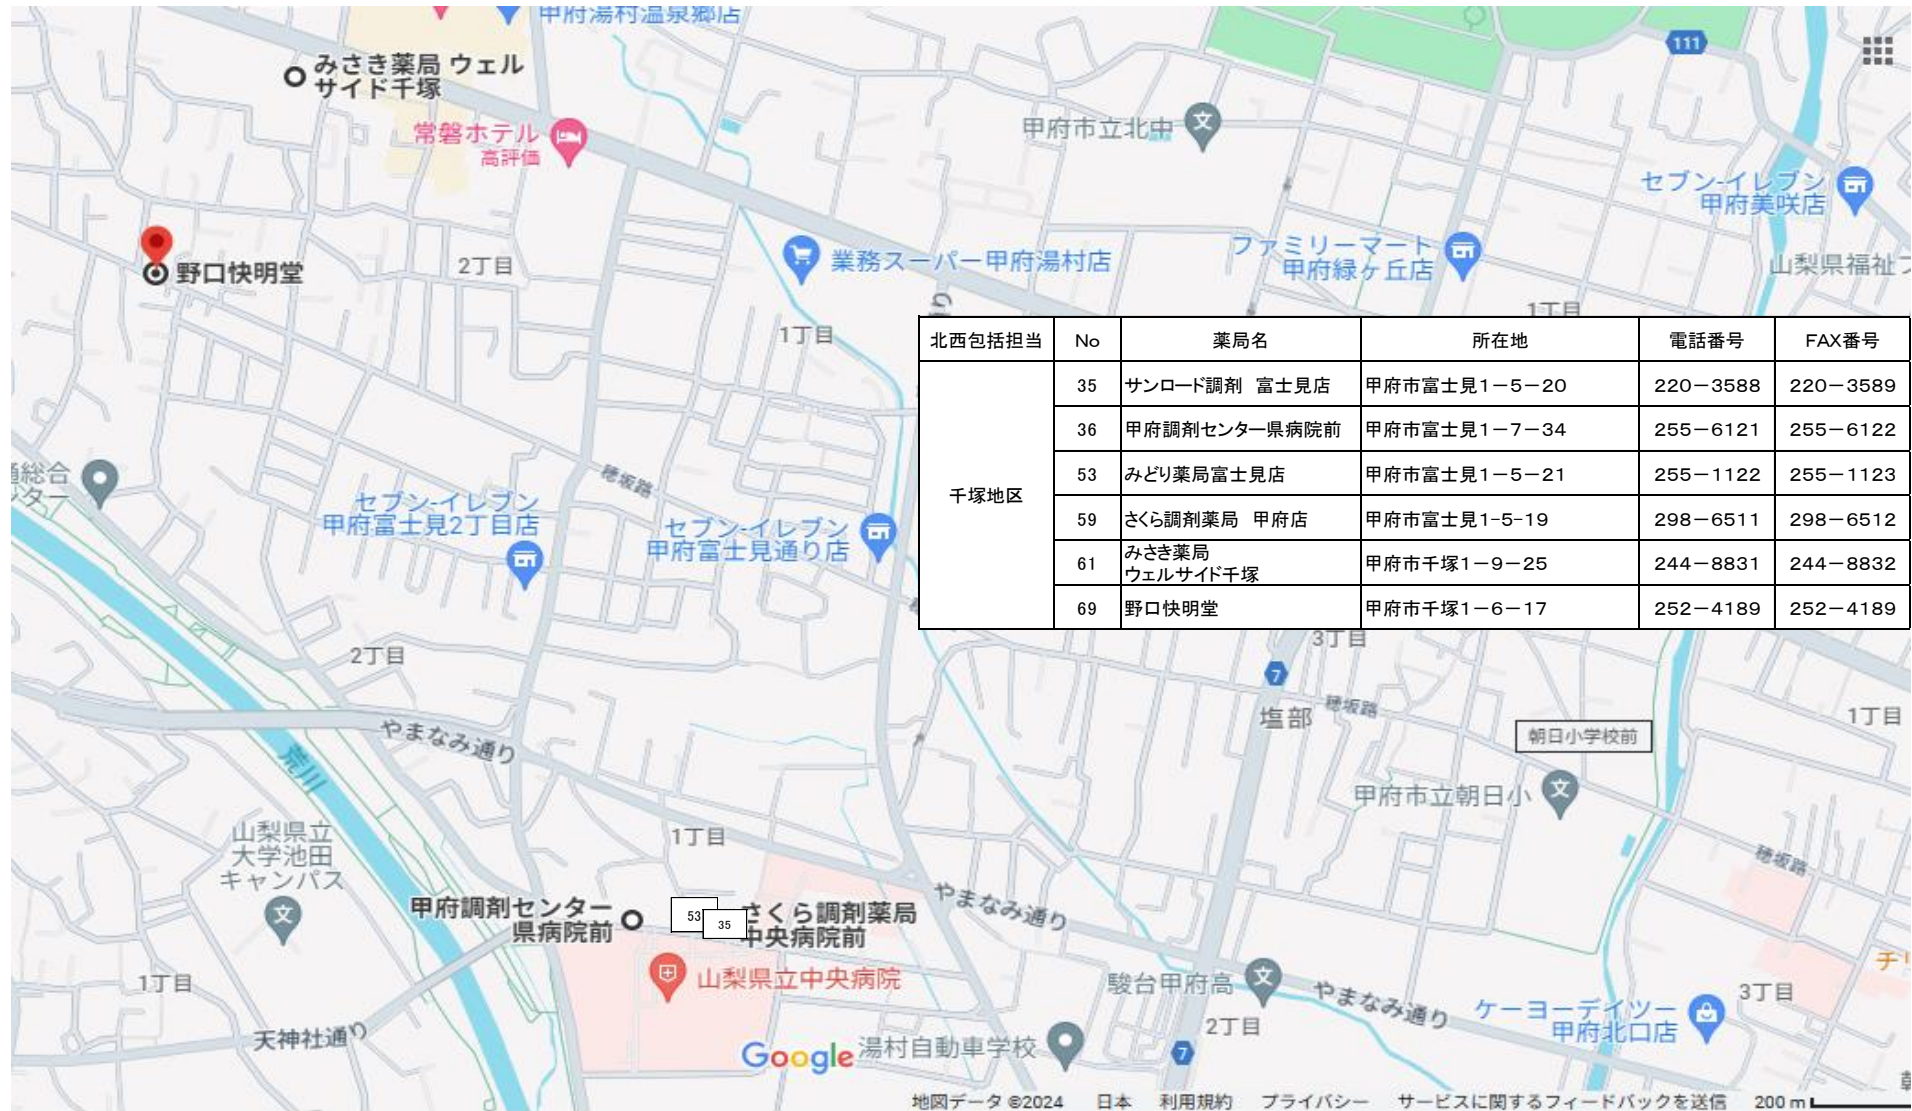 甲府湯村温泉郷店
みさき薬局 ウェル
サイド千塚
111
常磐ホテル
高評価
甲府市立北中
セブン-イレブン
甲府美咲店
野口快明堂
2丁目
業務スーパー甲府湯村店
ファミリーマート
甲府緑ヶ丘店
山梨県福祉プ
1丁目
1丁目
北西包括担当 No 薬局名 所在地 電話番号 FAX番号
千塚地区
35 サンロード調剤 富士見店 甲府市富士見1-5-20 220-3588 220-3589
36 甲府調剤センター県病院前 甲府市富士見1-7-34 255-6121 255-6122
53 みどり薬局富士見店 甲府市富士見1-5-21 255-1122 255-1123
59 さくら調剤薬局 甲府店 甲府市富士見1-5-19 298-6511 298-6512
61 みさき薬局
ウェルサイド千塚 甲府市千塚1-9-25 244-8831 244-8832
69 野口快明堂 甲府市千塚1-6-17 252-4189 252-4189
総合
ター
穂坂路
セブン-イレブン
甲府富士見2丁目店
セブン-イレブン
甲府富士見通り店
2丁目
3丁目
7
塩部
穂坂路
朝日小学校前
1丁目
やまなみ通り
荒川
甲府市立朝日小
山梨県立
大学池田
キャンパス
1丁目
穂坂路
甲府調剤センター
県病院前
53
35
さくら調剤薬局
中央病院前
やまなみ通り
山梨県立中央病院
1丁目
駿台甲府高
やまなみ通り
チリ
3丁目
ケーヨーデイツー
甲府北口店
天神社通り
2丁目
Google
湯村自動車学校
7
地図データ ©2024 日本 利用規約 プライバシー サービスに関するフィードバックを送信 200 m